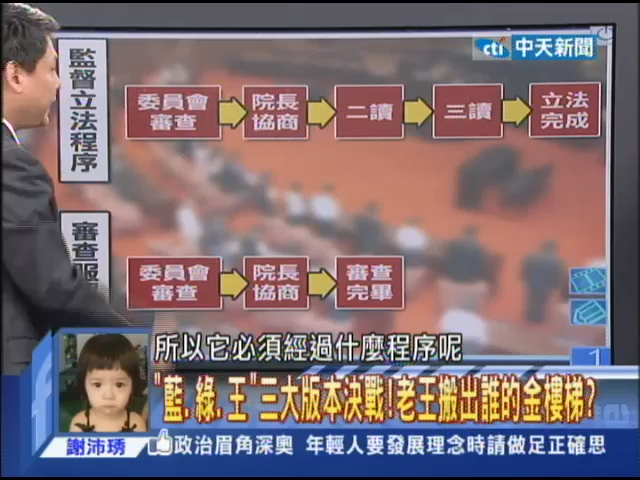 cti 中天新聞
監督立法程序
委員會審查
院長協商
二讀
三讀
立法完成
審查服
委員會審查
院長協商
審查完畢
1
所以它必須經過什麼程序呢
"藍.綠.王"三大版本決戰!老王搬出誰的金樓梯?
謝沛琇
政治眉角深奧 年輕人要發展理念時請做足正確思